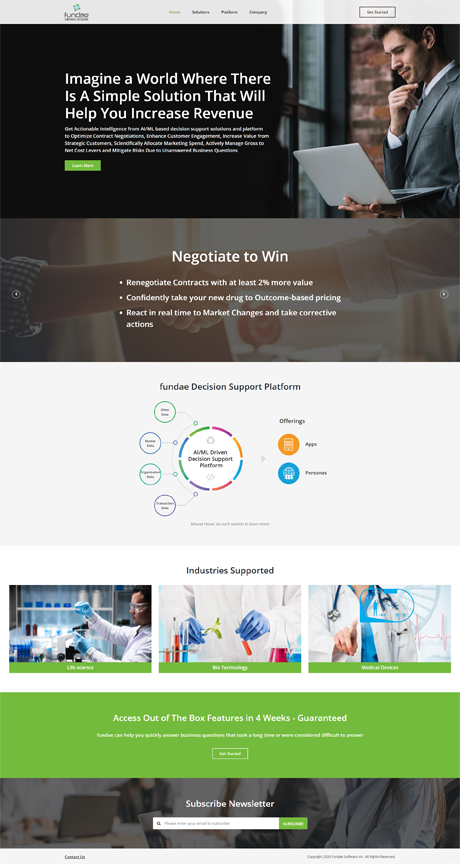 fundae
Home
Solutions
Platform
Company
Get Started
Imagine a World Where There
Is A Simple Solution That Will
Help You Increase Revenue
Get Actionable Intelligence from AI/ML based decision support solutions and platform
to Optimize Contract Negotiations, Enhance Customer Engagement, Increase Value from
Strategic Customers, Scientifically Allocate Marketing Spend, Actively Manage Gross to
Net Cost Levers and Mitigate Risks Due to Unanswered Business Questions
Learn More
Negotiate to Win
• Renegotiate Contracts with at least 2% more value
• Confidently take your new drug to Outcome-based pricing
• React in real time to Market Changes and take corrective
actions
fundae Decision Support Platform
Other
Data
Master
Data
Organization
Data
Transaction
Data
AI/ML Driven
Decision Support
Platform
Offerings
Apps
Personas
Mouse Hover on each section to learn more
Industries Supported
Life science
Bio Technology
Medical Devices
Access Out of The Box Features in 4 Weeks - Guaranteed
fundae can help you quickly answer business questions that took a long time or were considered difficult to answer
Get Started
Subscribe Newsletter
Please enter your email to subscribe
SUBSCRIBE
Contact Us
Copyright 2020 fundae Software Inc. All Rights Reserved.